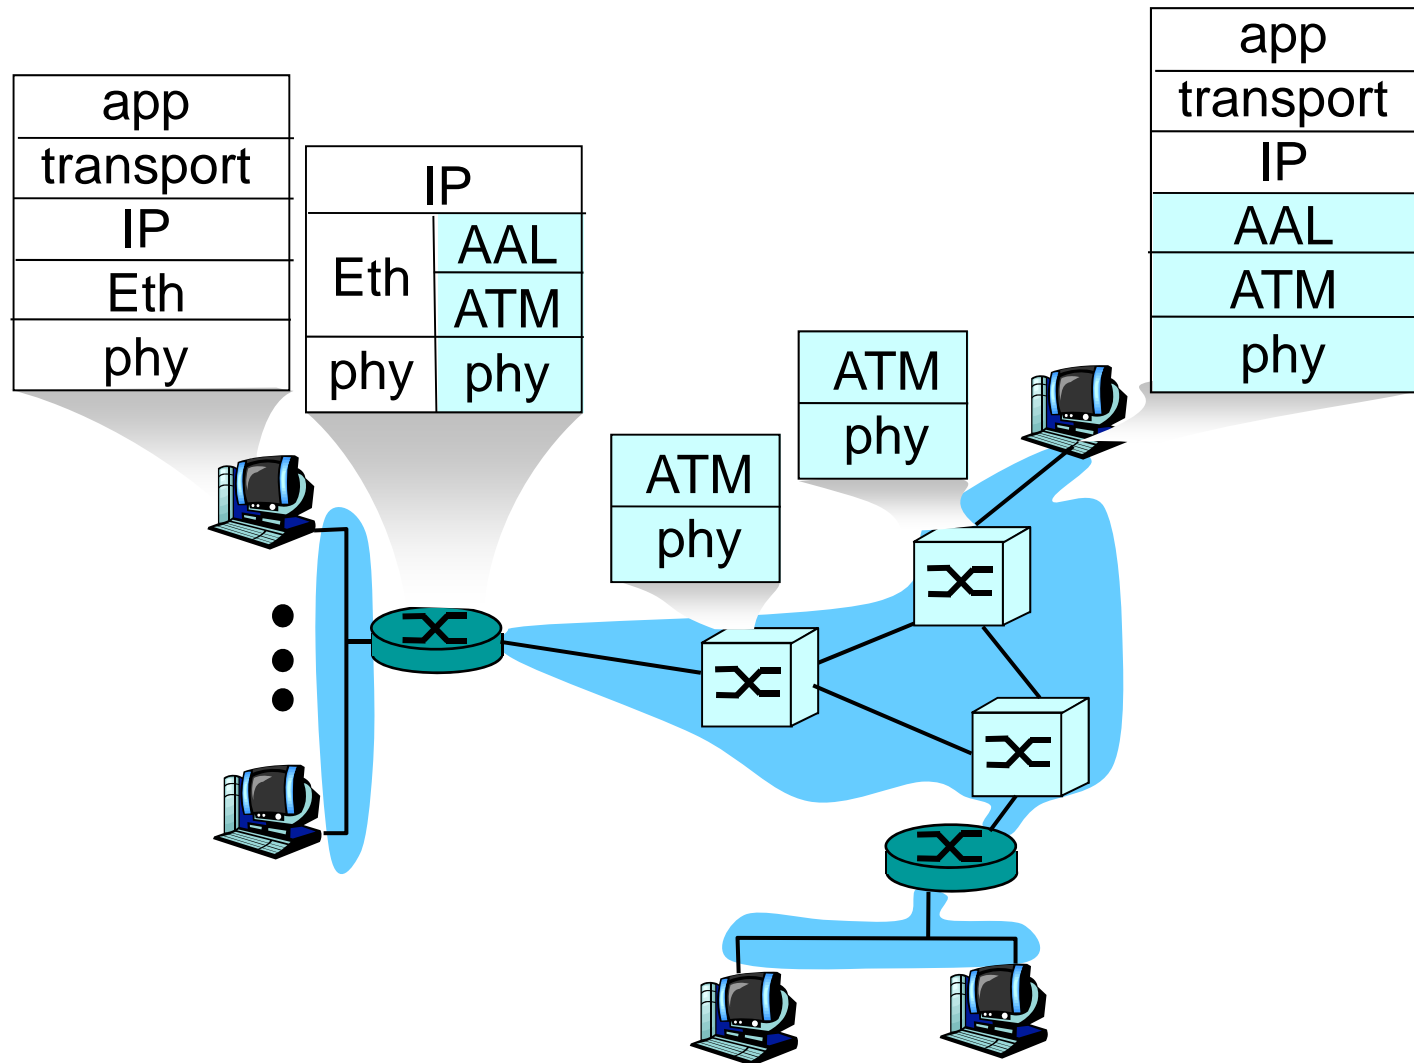 app
transport
IP
Eth
phy
IP
Eth
AAL
ATM
phy
phy
ATM
phy
ATM
phy
app
transport
IP
AAL
ATM
phy